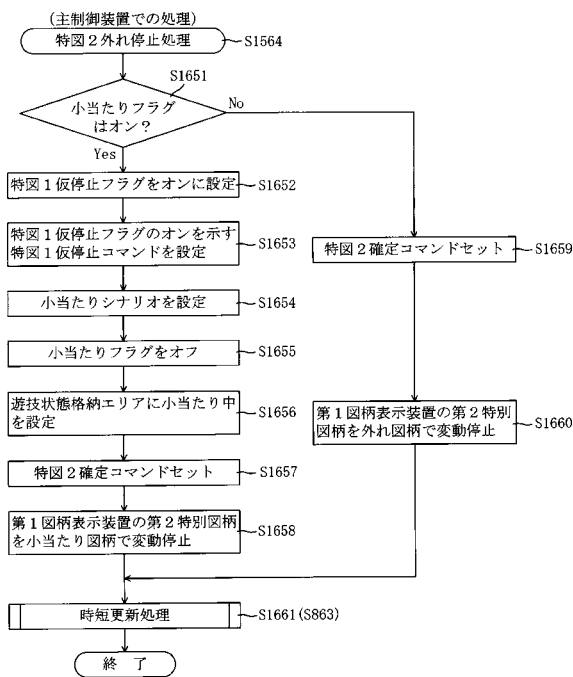 (主制御装置での処理)
特図2外れ停止処理
S1564
S1651
小当たりフラグ
はオン?
No
Yes
特図1仮停止フラグをオンに設定
S1652
特図1仮停止フラグのオンを示す
特図1仮停止コマンドを設定
S1653
特図2確定コマンドセット
S1659
小当たりシナリオを設定
S1654
小当たりフラグをオフ
S1655
遊技状態格納エリアに小当たり中
を設定
S1656
第1図柄表示装置の第2特別
図柄を外れ図柄で変動停止
S1660
特図2確定コマンドセット
S1657
第1図柄表示装置の第2特別図柄
を小当たり図柄で変動停止
S1658
時短更新処理
S1661(S863)
終 了